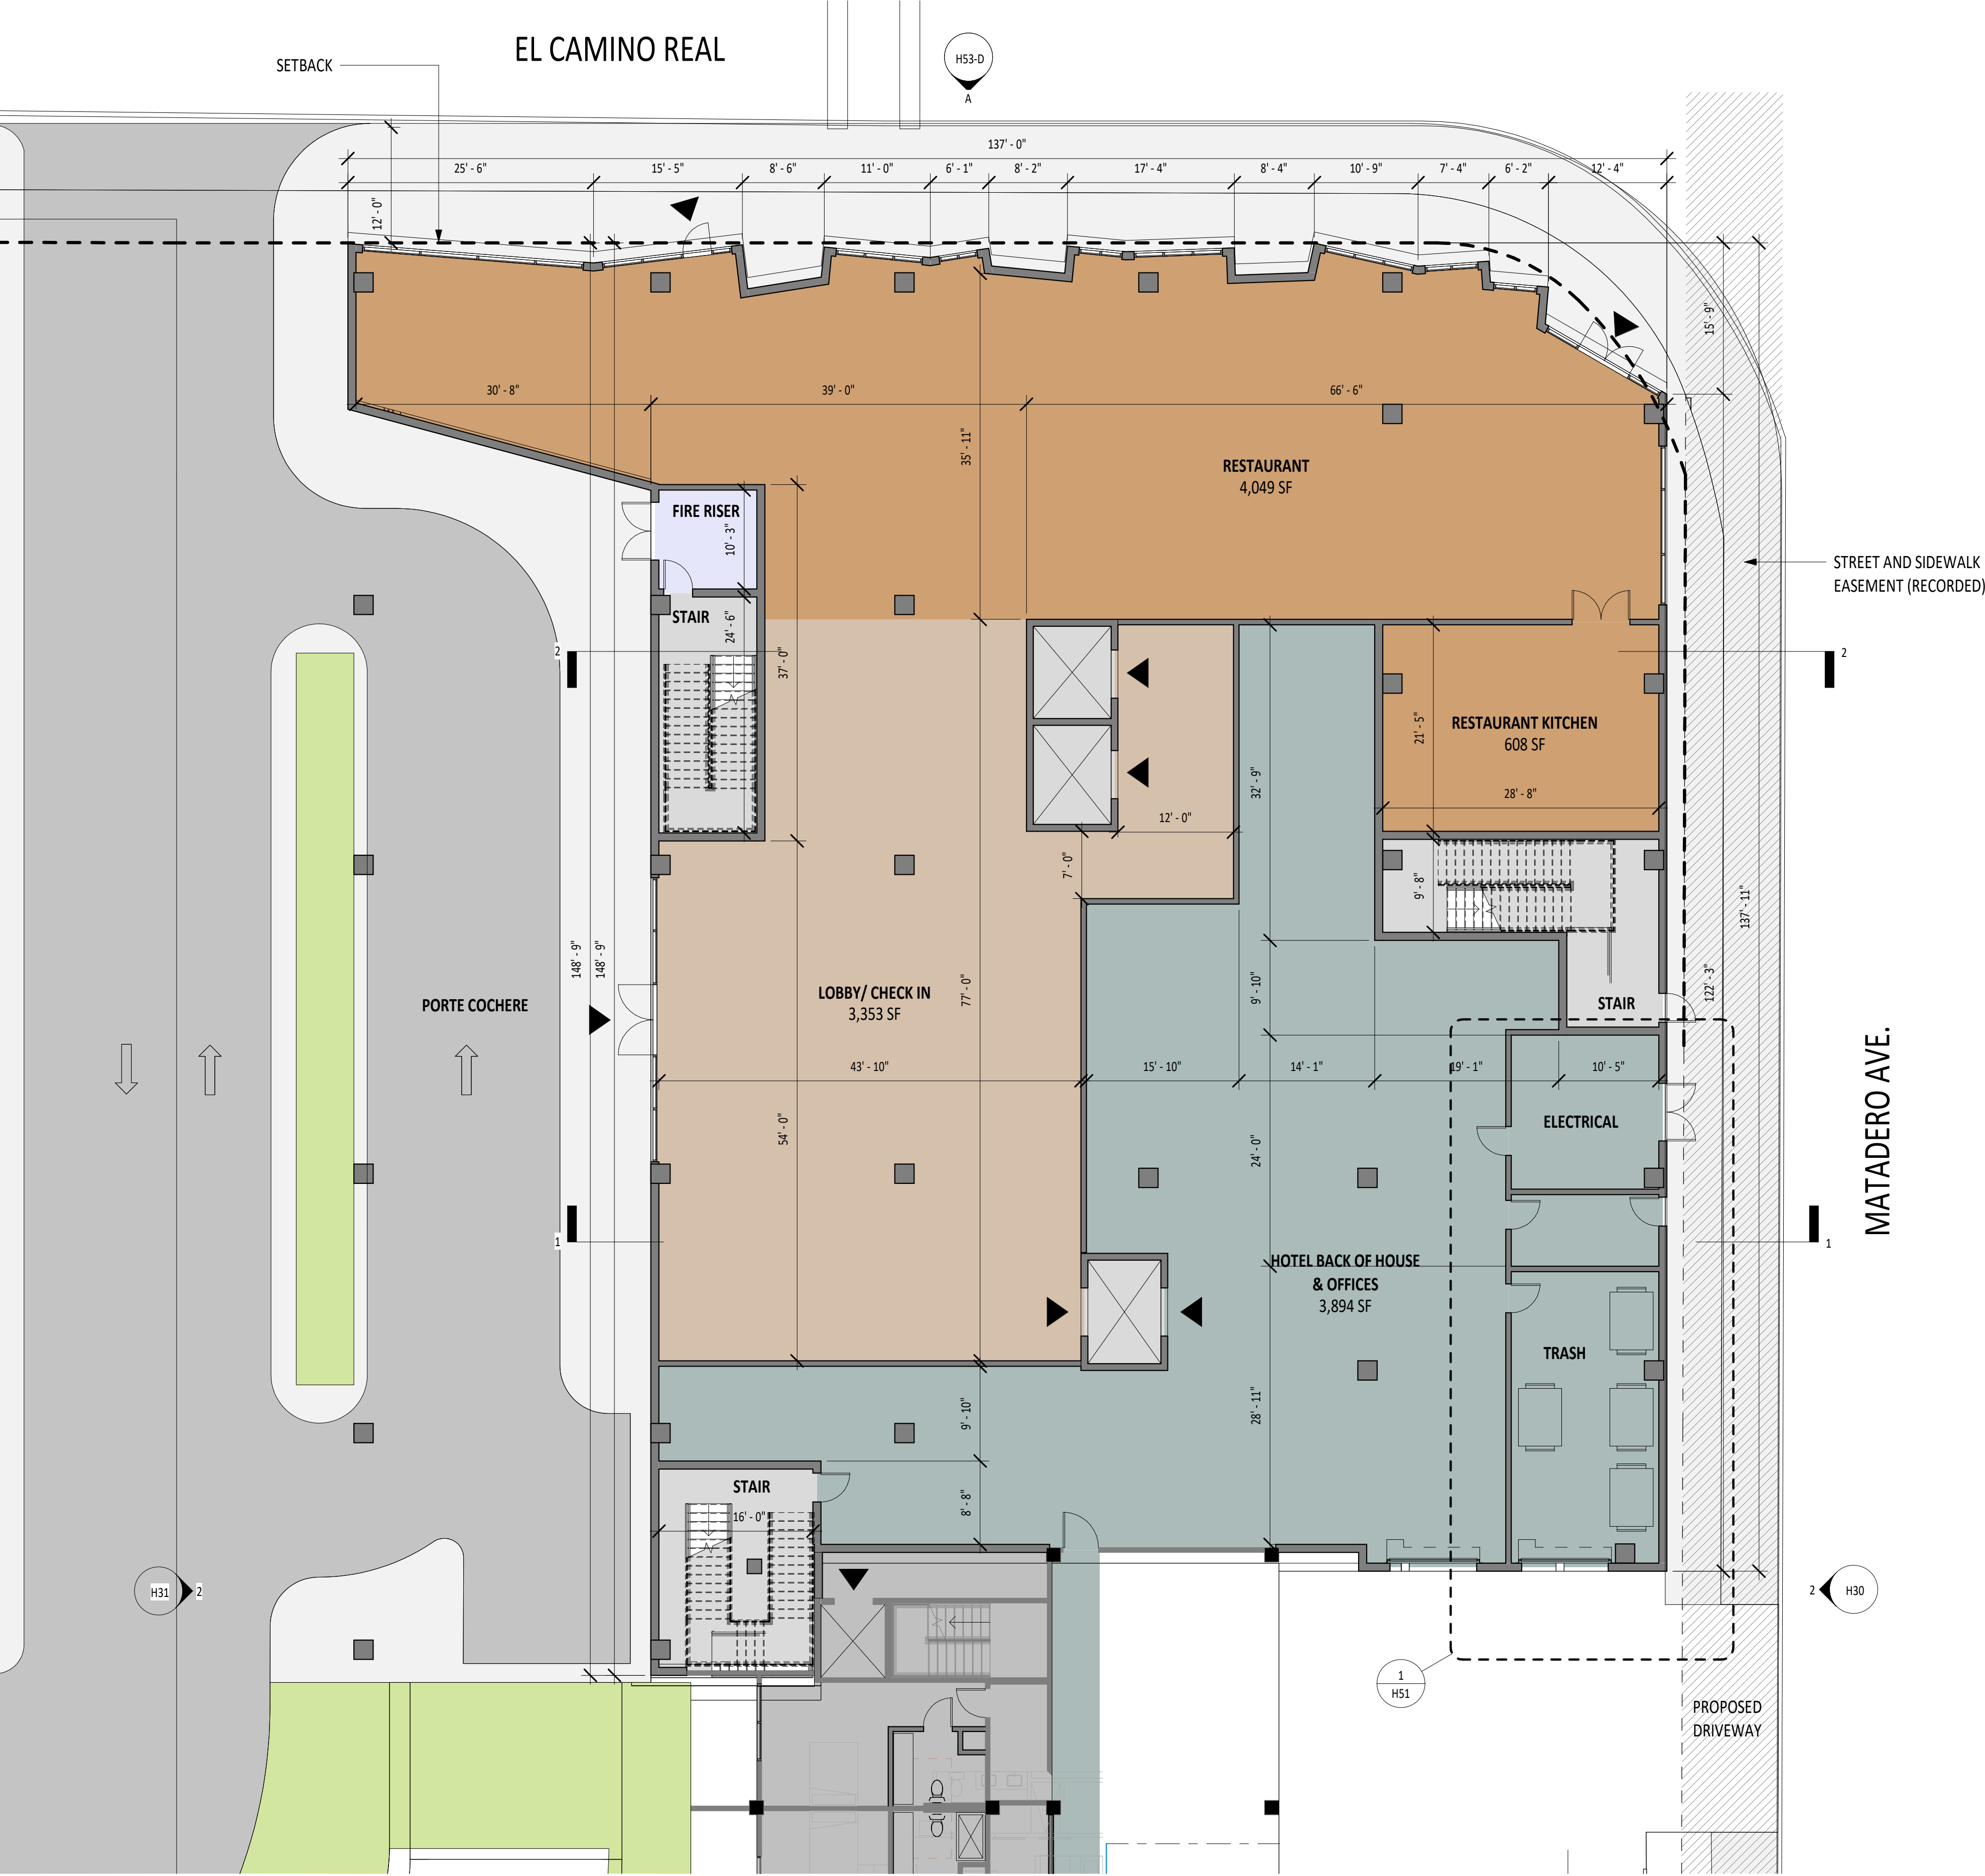 EL CAMINO REAL
SETBACK
H53-D
A
137' - 0"
25' - 6"
15' - 5"
8' - 6"
11' - 0"
6' - 1"
8' - 2"
17' - 4"
8' - 4"
10' - 9"
7' - 4"
6' - 2"
12' - 4"
12' - 0"
15' - 9"
30' - 8"
39' - 0"
66' - 6"
35' - 11"
RESTAURANT
4,049 SF
FIRE RISER
10' - 3"
STREET AND SIDEWALK
EASEMENT (RECORDED)
STAIR
24' - 6"
37' - 0"
2
2
RESTAURANT KITCHEN
608 SF
21' - 5"
32' - 9"
28' - 8"
12' - 0"
7' - 0"
9' - 8"
137' - 11"
148' - 9"
148' - 9"
77' - 0"
9' - 10"
122' - 3"
PORTE COCHERE
LOBBY/ CHECK IN
3,353 SF
STAIR
43' - 10"
15' - 10"
14' - 1"
19' - 1"
10' - 5"
ELECTRICAL
54' - 0"
24' - 0"
MATADERO AVE.
1
1
HOTEL BACK OF HOUSE
& OFFICES
3,894 SF
TRASH
9' - 10"
28' - 11"
STAIR
16' - 0"
8' - 8"
H31
2
2
H30
1
H51
PROPOSED
DRIVEWAY